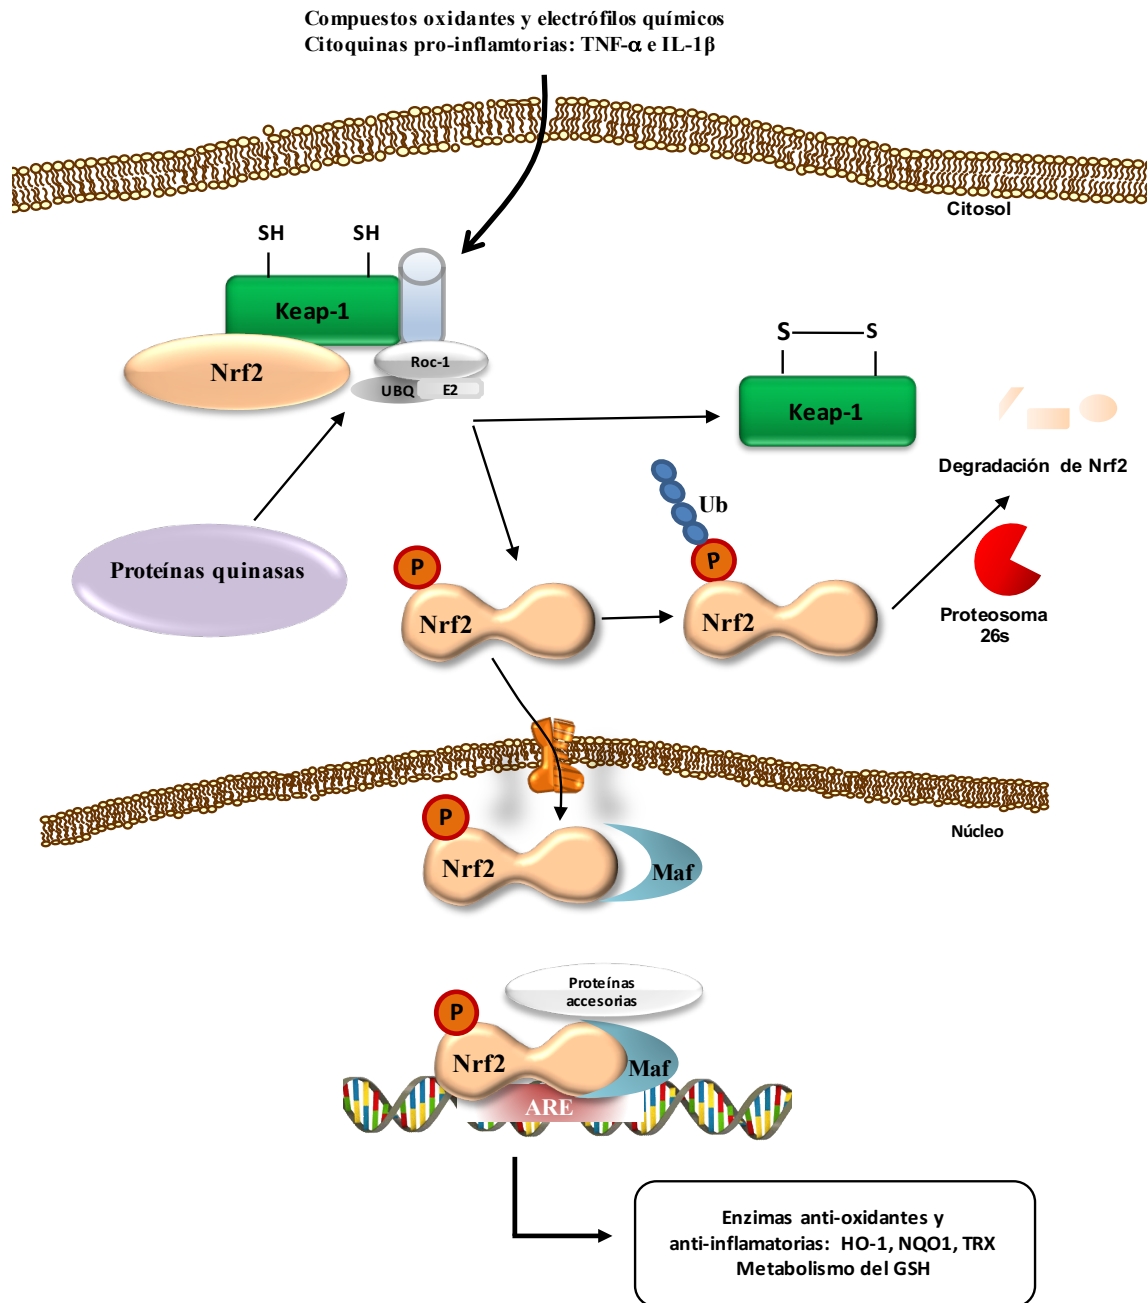 Compuestos oxidantes y electrófilos químicos
Citoquinas pro-inflamtorias: TNF-α e IL-1β
Citosol
SH
SH
Keap-1
Nrf2
Roc-1
UBQ
E2
S
S
Keap-1
Degradación de Nrf2
Ub
P
P
Proteínas quinasas
Nrf2
Nrf2
Proteosoma
26s
Núcleo
P
Nrf2
Maf
Proteínas
accesorias
P
Nrf2
Maf
ARE
Enzimas anti-oxidantes y
anti-inflamatorias: HO-1, NQO1, TRX
Metabolismo del GSH